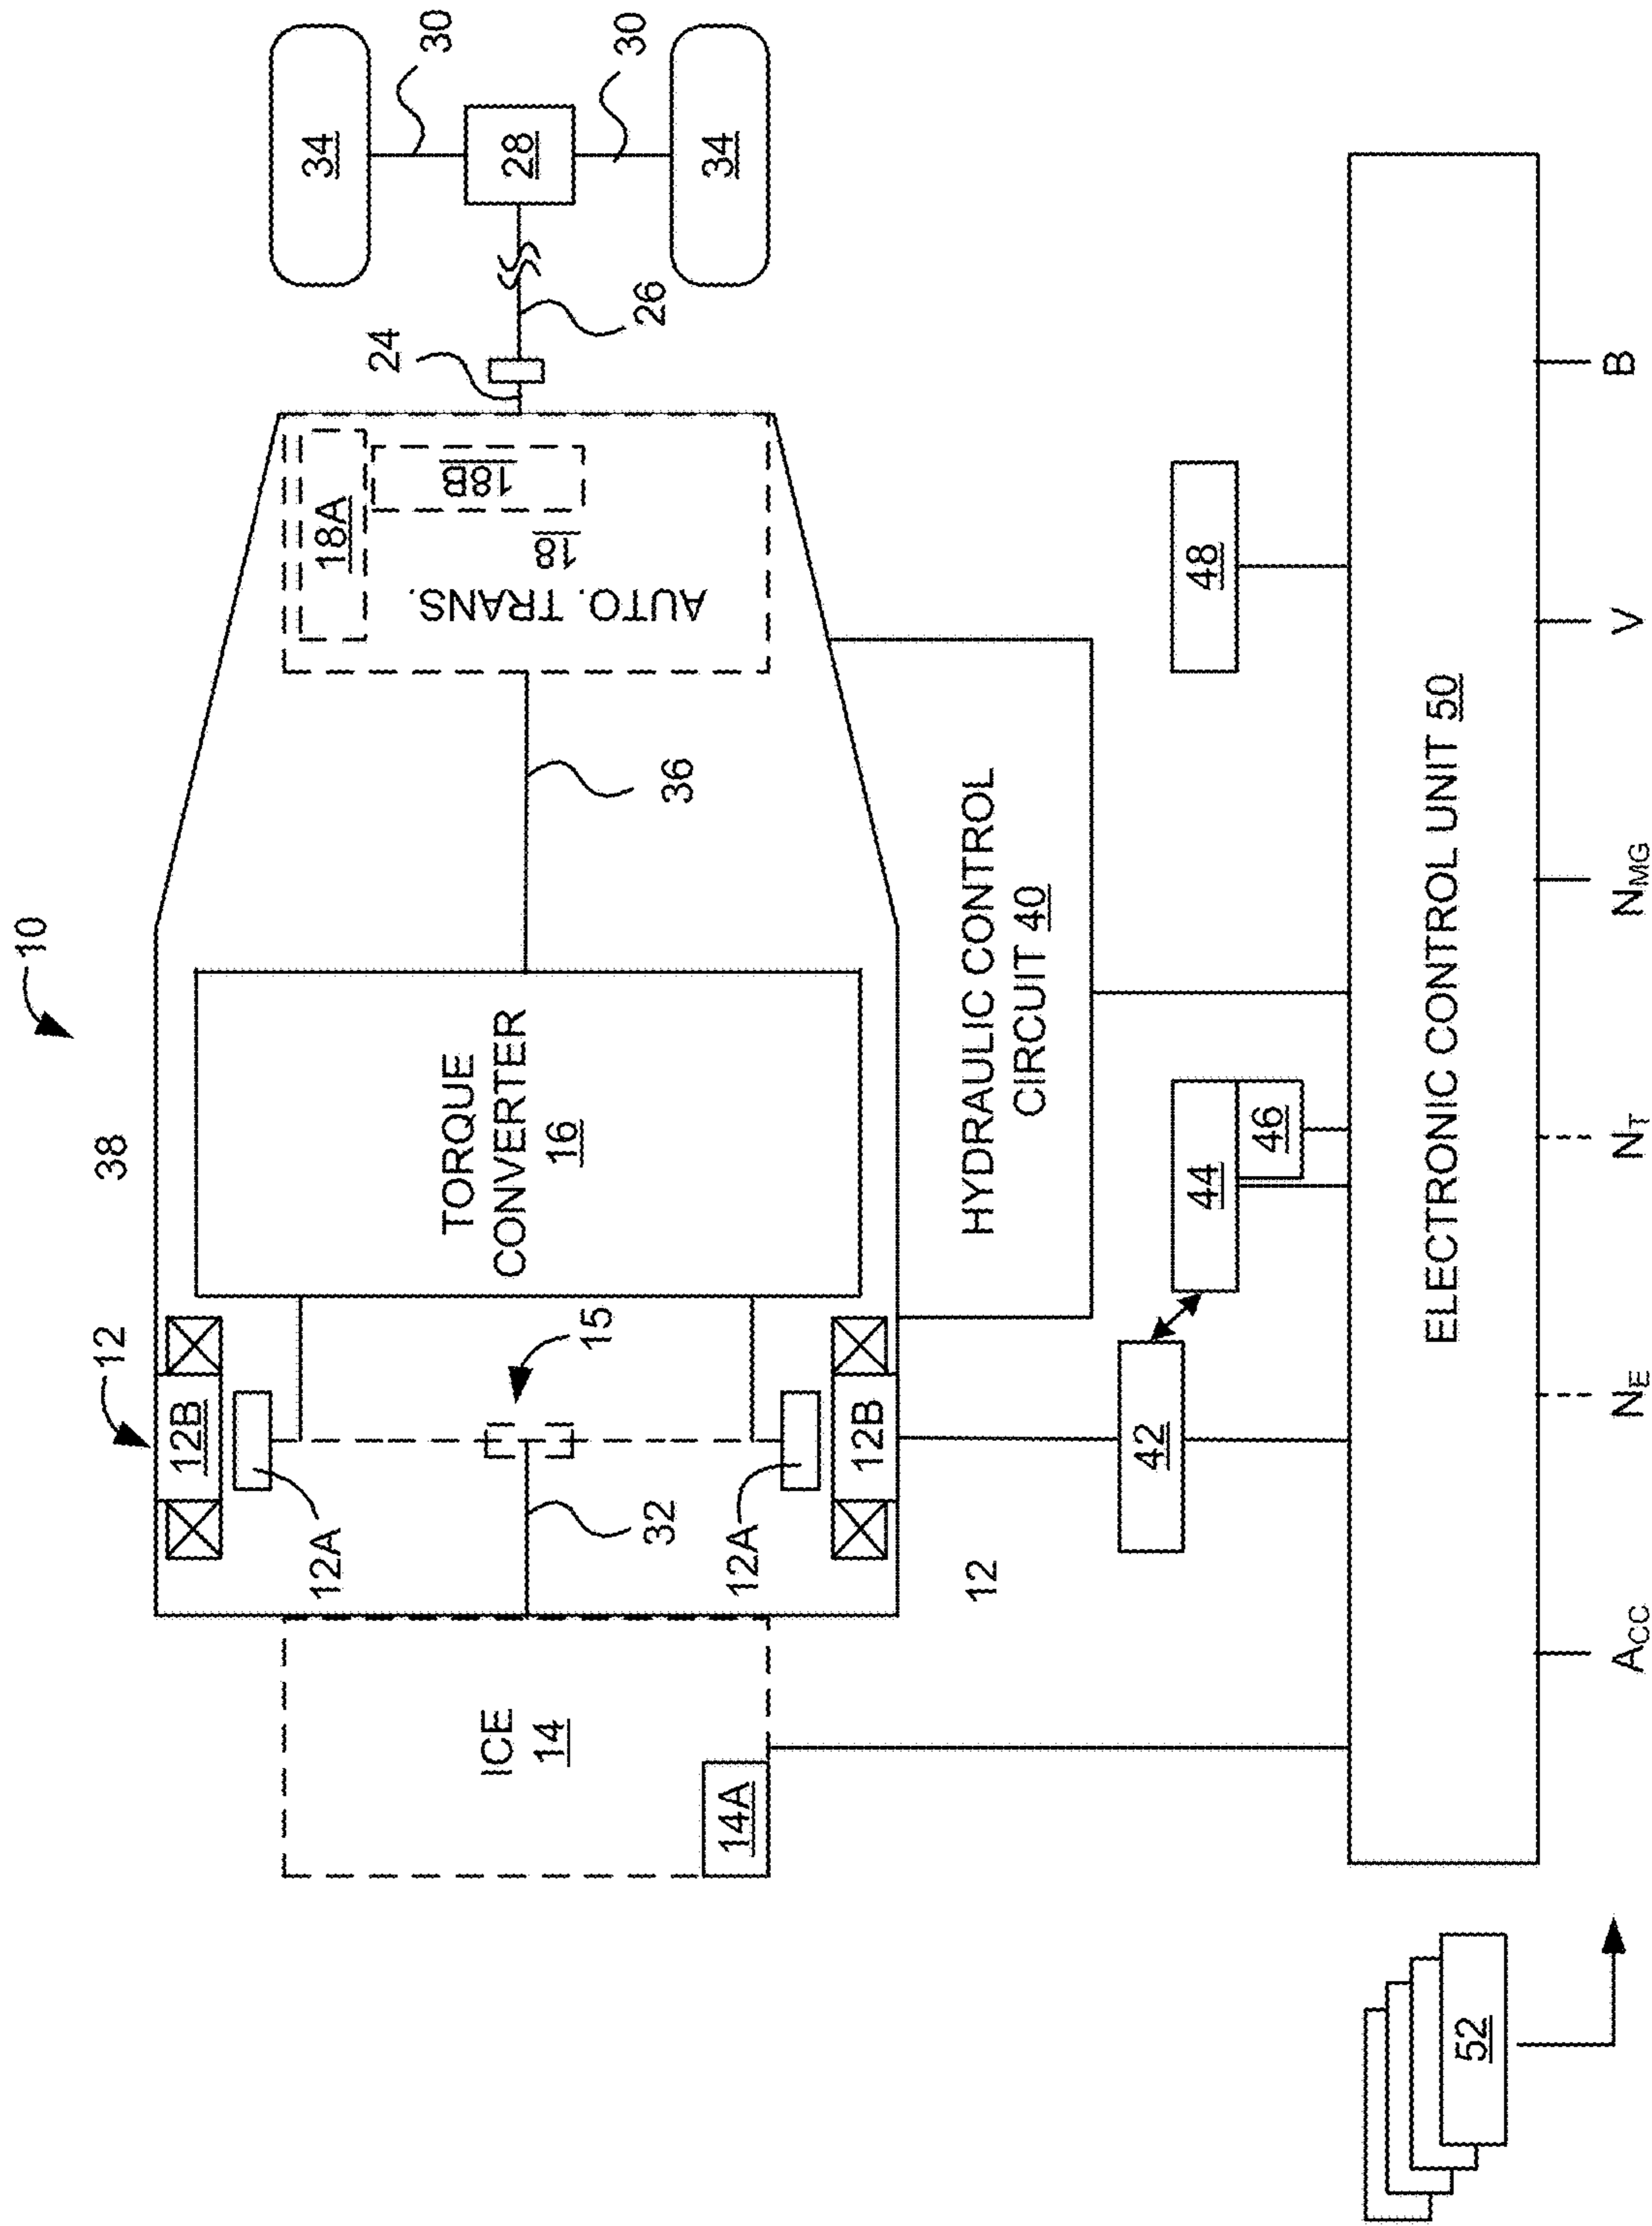 10
12
38
12B
12A
15
32
12A
12B
12
ICE
14
14A
TORQUE
CONVERTER
16
36
18A
18B
18
AUTO. TRANS.
24
26
28
30
30
34
34
HYDRAULIC CONTROL
CIRCUIT 40
42
44
46
48
ELECTRONIC CONTROL UNIT 50
52
ACC
NE
NT
NMG
V
B